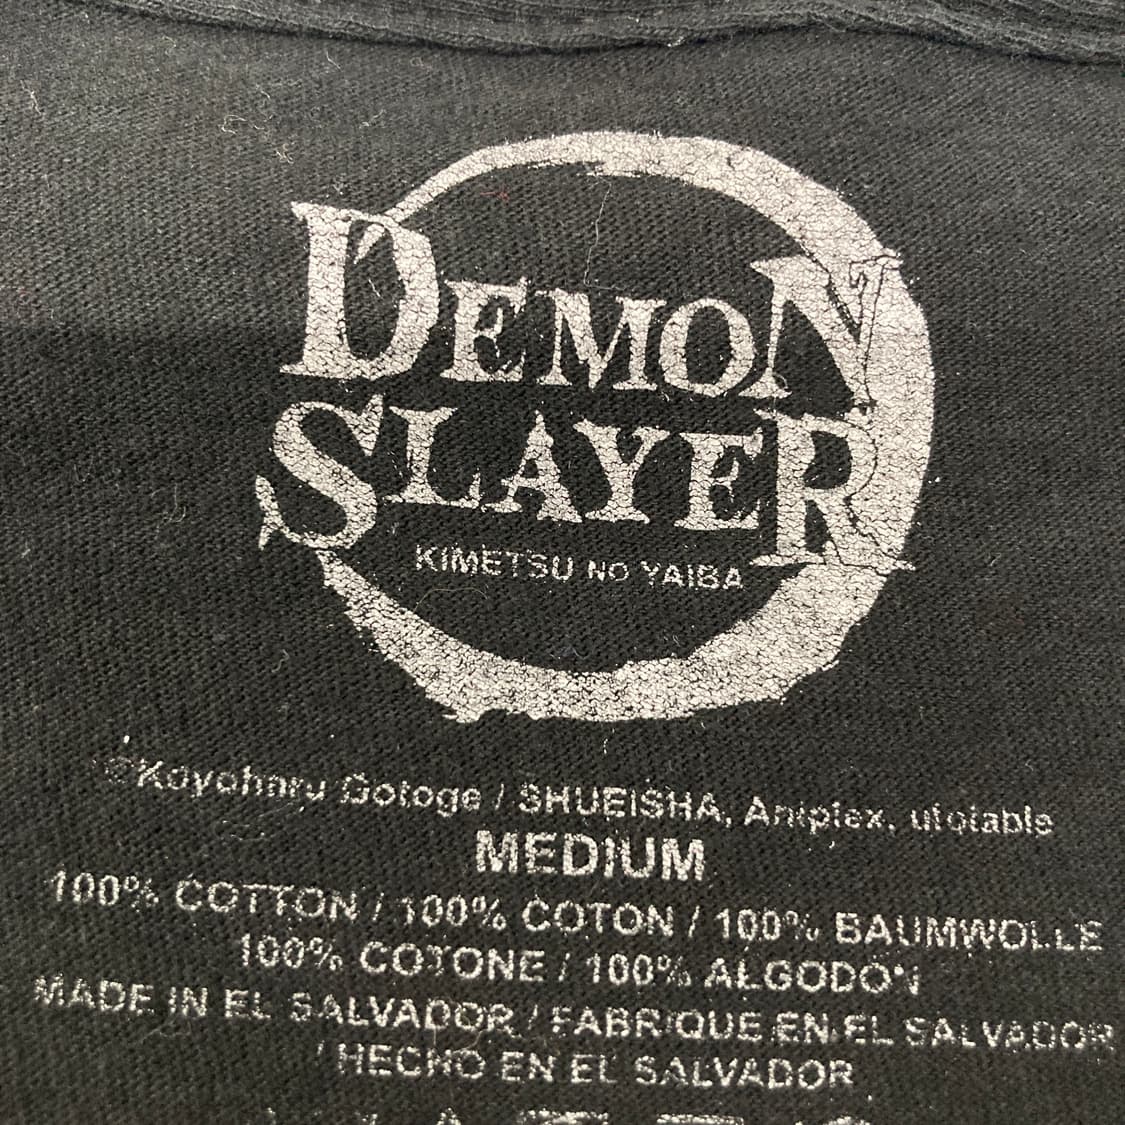 DEMON
SLAYER
KIMETSU NO YAIBA
©Koyoharu Gotoge / SHUEISHA, Aniplex, ufotable
MEDIUM
100% COTTON / 100% COTON / 100% BAUMWOLLE
100% COTONE / 100% ALGODÓN
MADE IN EL SALVADOR / FABRIQUE EN EL SALVADOR
/ HECHO EN EL SALVADOR